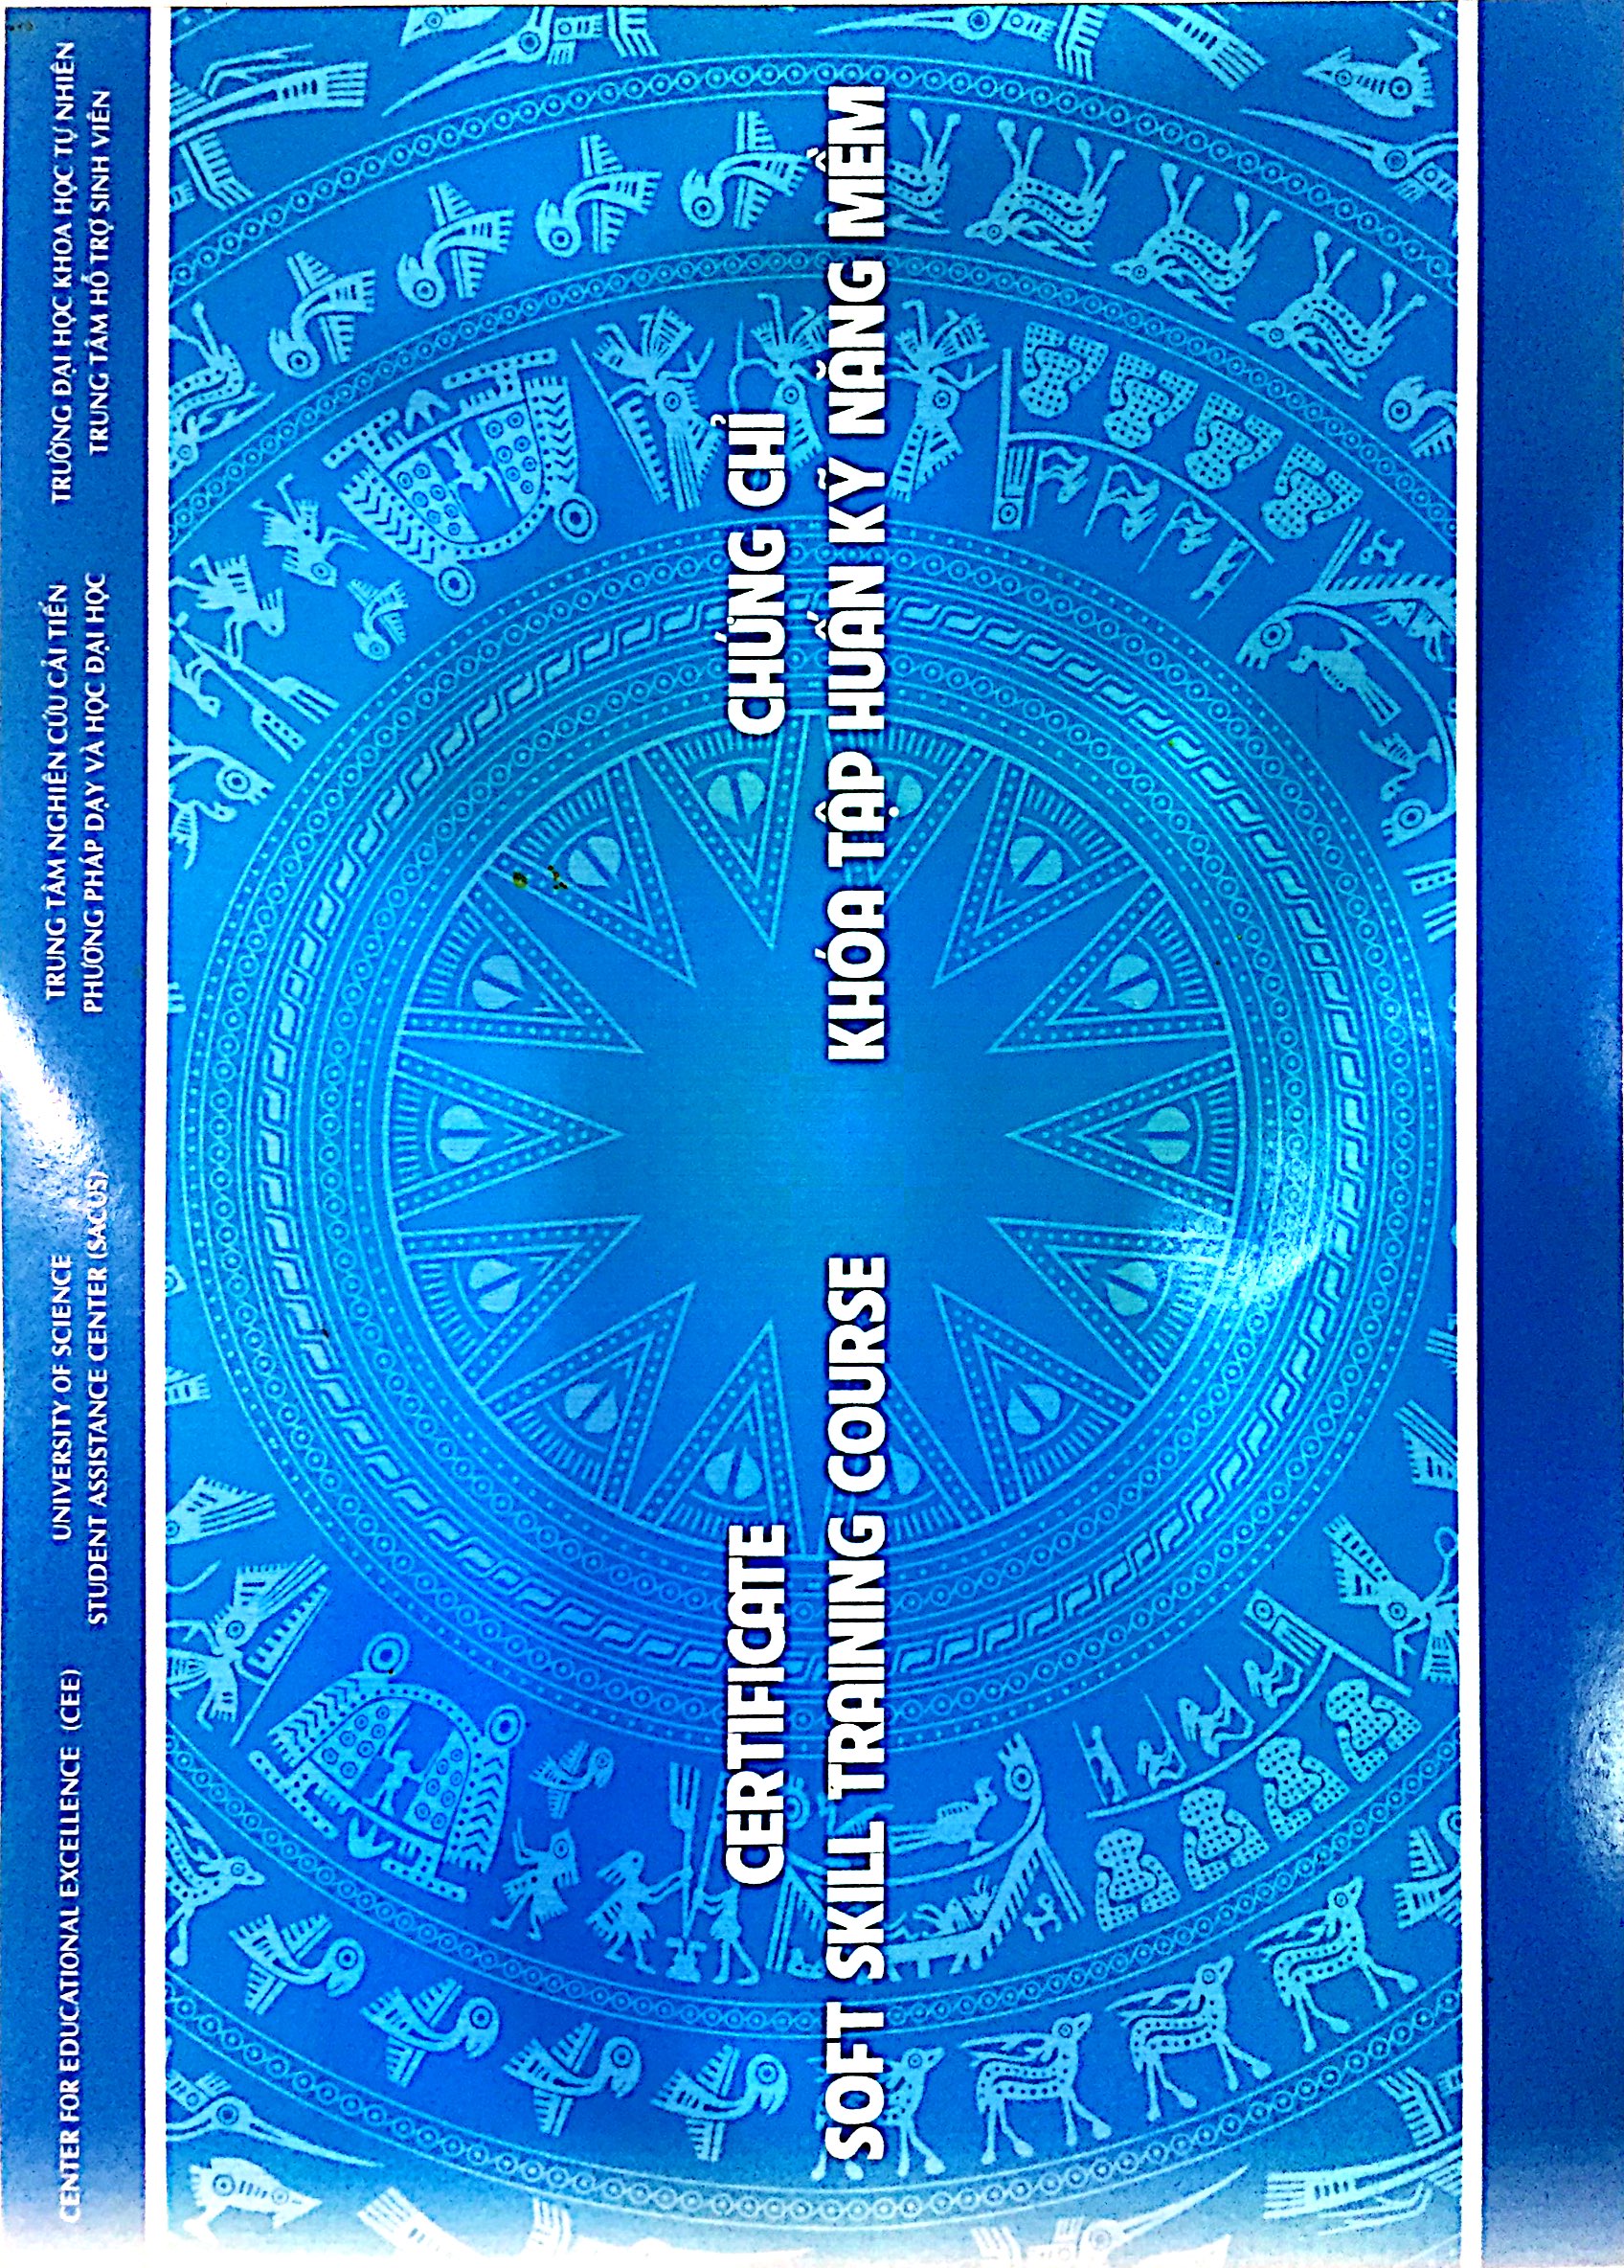 CENTER FOR EDUCATIONAL EXCELLENCE (CEE)
UNIVERSITY OF SCIENCE
STUDENT ASSISTANCE CENTER (SACUS)
TRUNG TÂM NGHIÊN CỨU CẢI TIẾN
PHƯƠNG PHÁP DẠY VÀ HỌC ĐẠI HỌC
TRƯỜNG ĐẠI HỌC KHOA HỌC TỰ NHIÊN
TRUNG TÂM HỖ TRỢ SINH VIÊN
CERTIFICATE
SOFT SKILL TRAINING COURSE
CHỨNG CHỈ
KHÓA TẬP HUẤN KỸ NĂNG MỀM